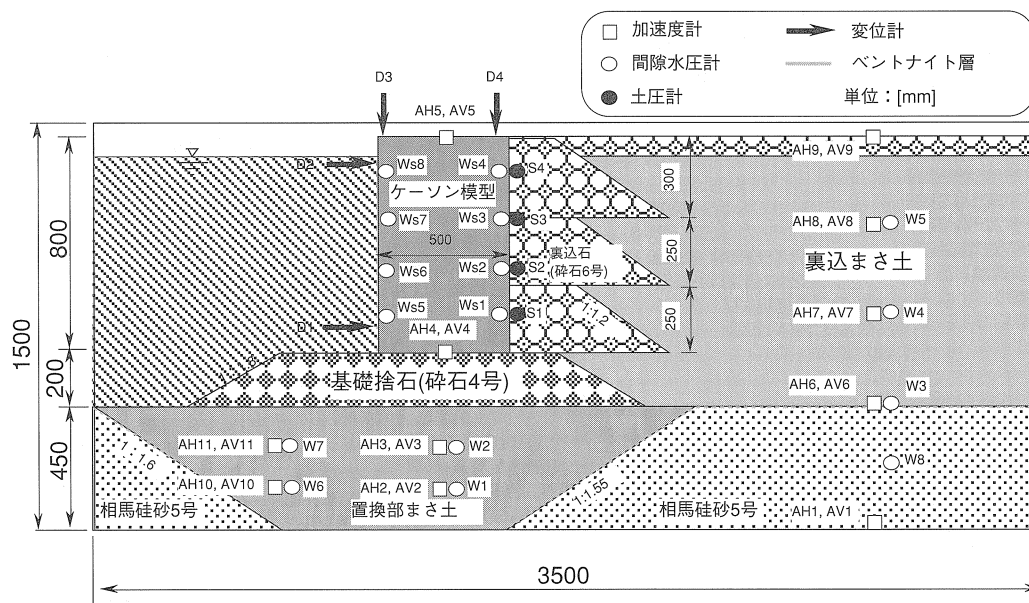 加速度計
変位計
間隙水圧計
ベントナイト層
土圧計
単位：[mm]
D3
D4
AH5, AV5
AH9, AV9
D2
Ws8
Ws4
S4
ケーソン模型
300
Ws7
Ws3
S3
AH8, AV8
W5
500
800
1500
裏込石
(砕石6号)
250
裏込まさ土
Ws6
Ws2
S2
Ws5
Ws1
S1
1:1.2
250
AH7, AV7
W4
D1
AH4, AV4
200
基礎捨石(砕石4号)
AH6, AV6
W3
450
AH11, AV11
W7
AH3, AV3
W2
W8
1：1.6
AH10, AV10
W6
AH2, AV2
W1
1:1.55
相馬硅砂5号
置換部まさ土
相馬硅砂5号
AH1, AV1
3500